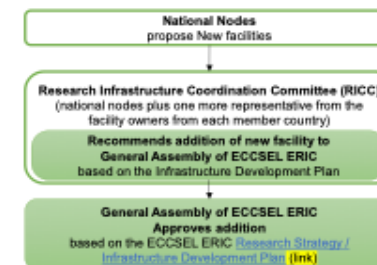 National Nodes
propose New facilities
Research Infrastructure Coordination Committee (RICC)
(national nodes plus one more representative from the
facility owners from each member country)
Recommends addition of new facility to
General Assembly of ECCSEL ERIC
based on the Infrastructure Development Plan
General Assembly of ECCSEL ERIC
Approves addition
based on the ECCSEL ERIC Research Strategy /
Infrastructure Development Plan (link)